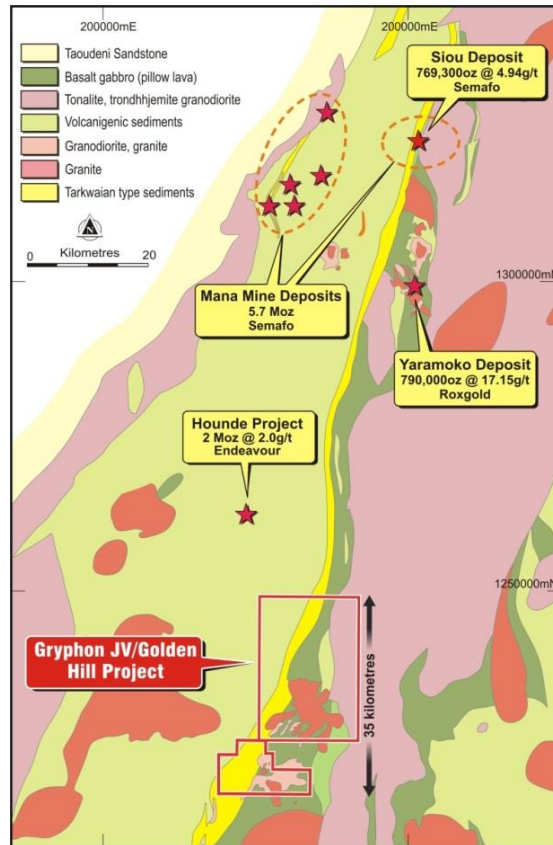 200000mE
200000mE
Taoudeni Sandstone
Basalt gabbro (pillow lava)
Tonalite, trondhhjemite granodiorite
Volcanigenic sediments
Granodiorite, granite
Granite
Tarkwaian type sediments
N
Kilometres
0 20
Siou Deposit
769,300oz @ 4.94g/t
Semafo
1300000mN
Mana Mine Deposits
5.7 Moz
Semafo
Yaramoko Deposit
790,000oz @ 17.15g/t
Roxgold
Hounde Project
2 Moz @ 2.0g/t
Endeavour
1250000mN
Gryphon JV/Golden
Hill Project
35 kilometres